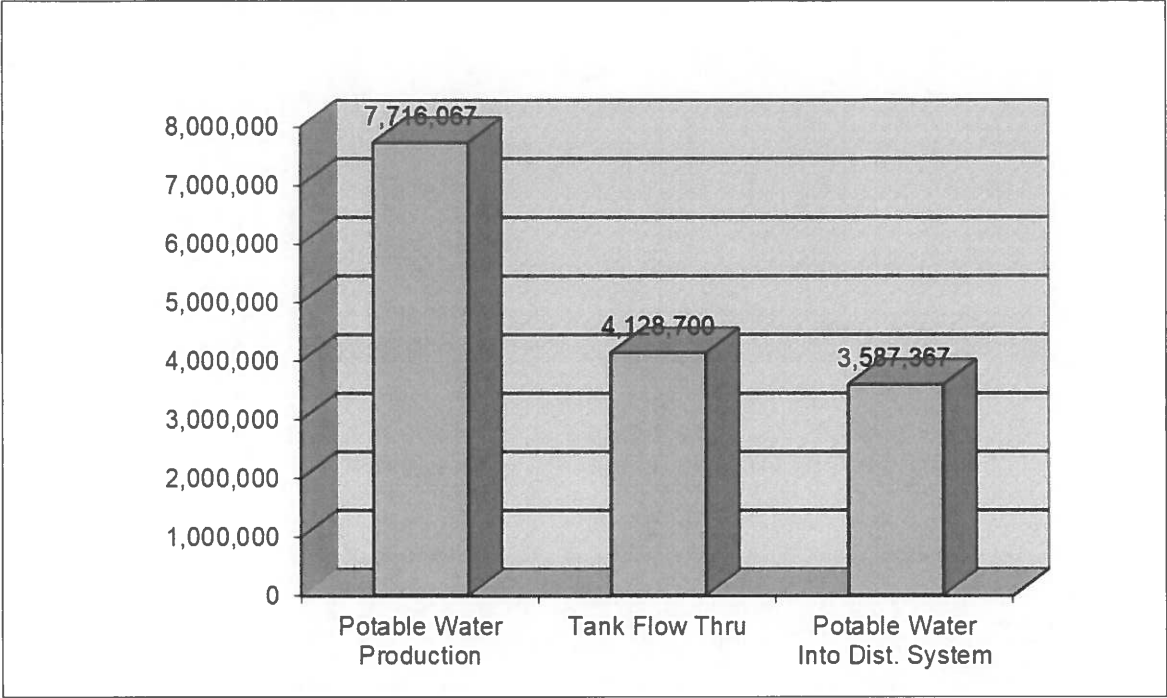 8,000,000
7,000,000
6,000,000
5,000,000
4,000,000
3,000,000
2,000,000
1,000,000
0
7,716,067
4,128,700
3,587,367
Potable Water
Production
Tank Flow Thru
Potable Water
Into Dist. System